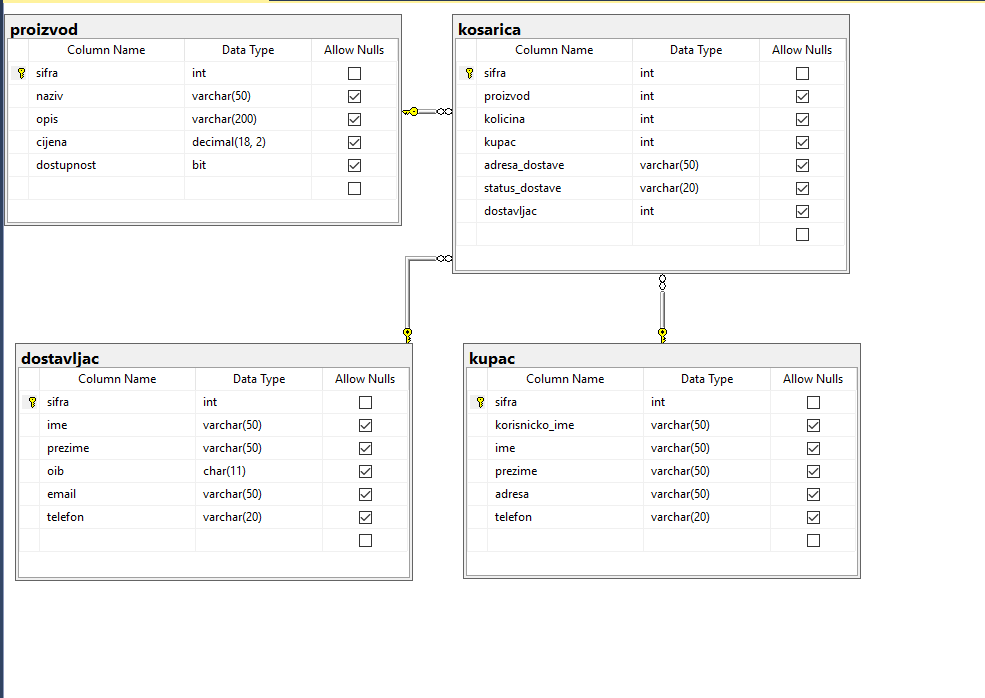 proizvod
Column Name Data Type Allow Nulls
sifra int
naziv varchar(50)
opis varchar(200)
cijena decimal(18, 2)
dostupnost bit
kosarica
Column Name Data Type Allow Nulls
sifra int
proizvod int
kolicina int
kupac int
adresa_dostave varchar(50)
status_dostave varchar(20)
dostavljac int
dostavljac
Column Name Data Type Allow Nulls
sifra int
ime varchar(50)
prezime varchar(50)
oib char(11)
email varchar(50)
telefon varchar(20)
kupac
Column Name Data Type Allow Nulls
sifra int
korisnicko_ime varchar(50)
ime varchar(50)
prezime varchar(50)
adresa varchar(50)
telefon varchar(20)